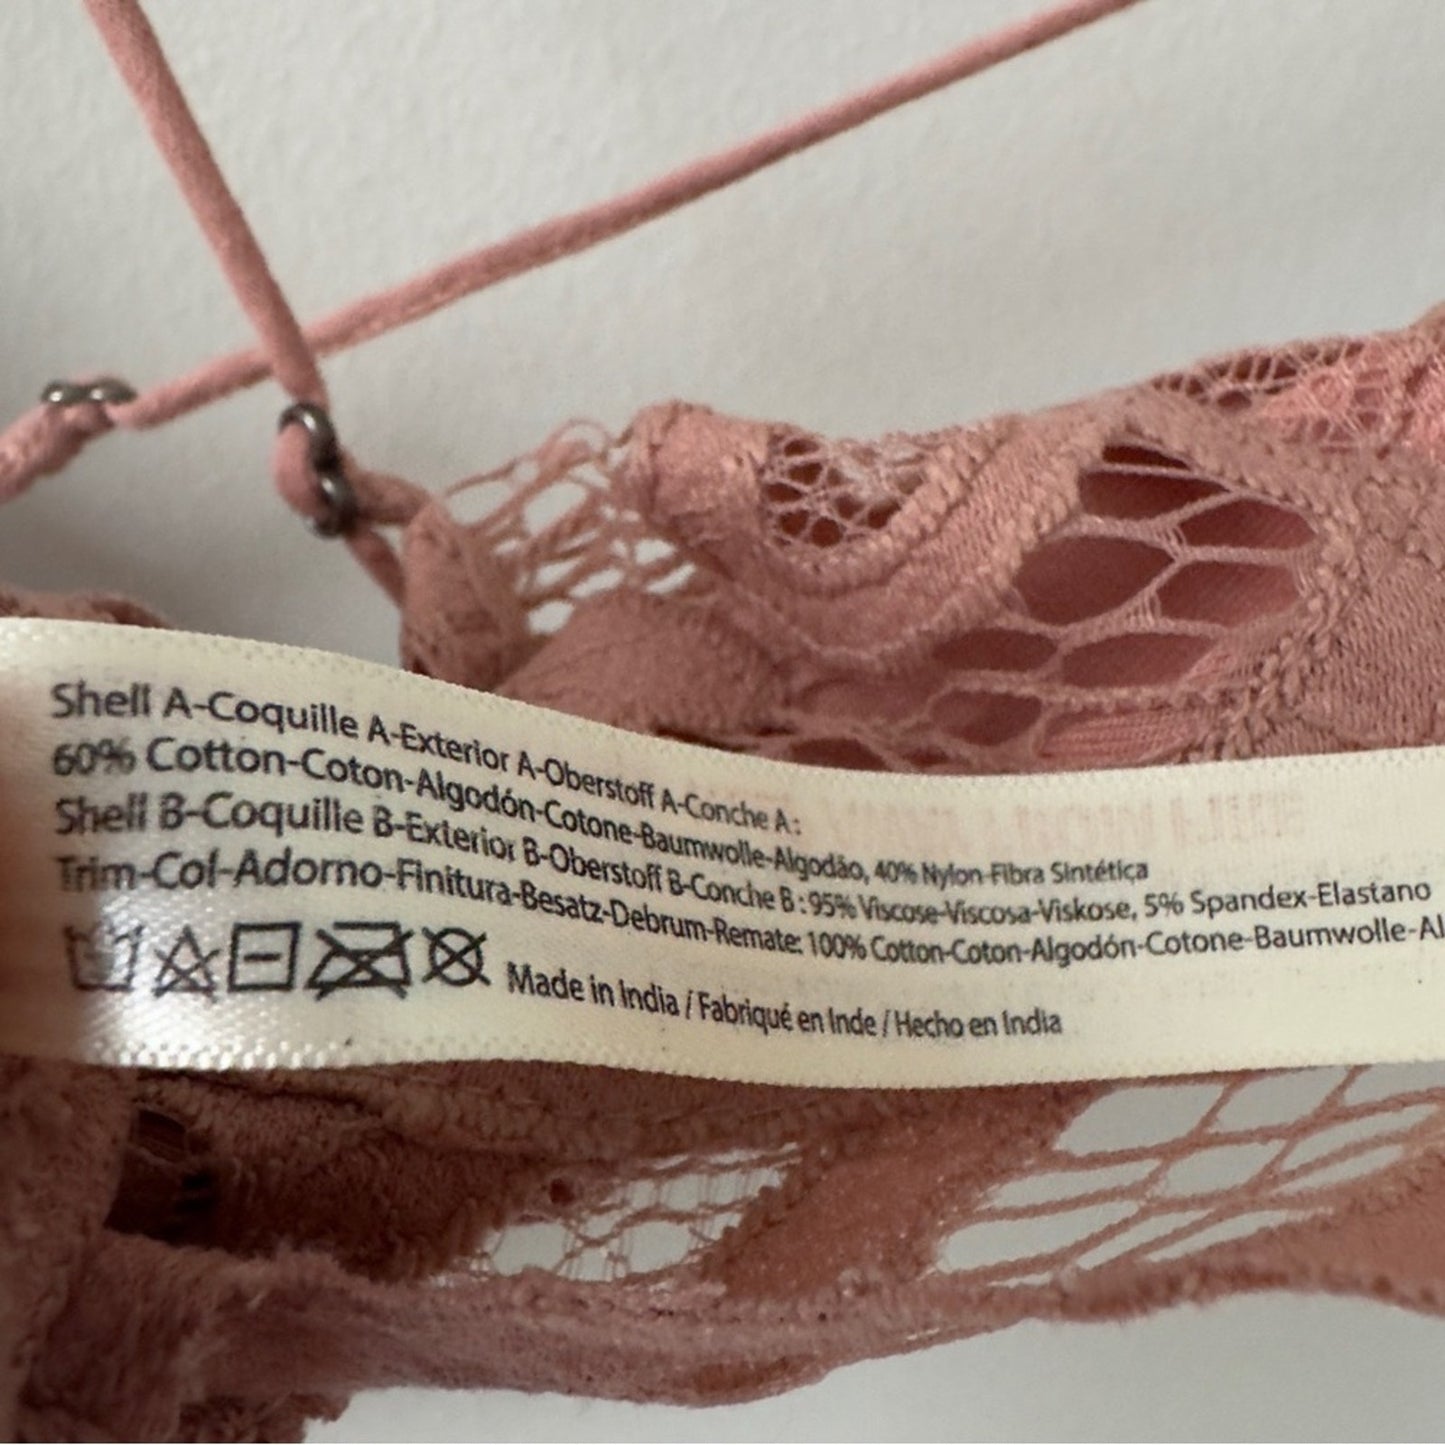 Shell A-Coquille A-Exterior A-Oberstoff A-Conche A:
60% Cotton-Coton-Algodón-Cotone-Baumwolle-Algodão, 40% Nylon-Fibra Sintética
Shell B-Coquille B-Exterior B-Oberstoff B-Conche B: 95% Viscose-Viscosa-Viskose, 5% Spandex-Elastano
Trim-Col-Adorno-Finitura-Besatz-Debrum-Remate: 100% Cotton-Coton-Algodón-Cotone-Baumwolle-Al
Made in India / Fabriqué en Inde / Hecho en India